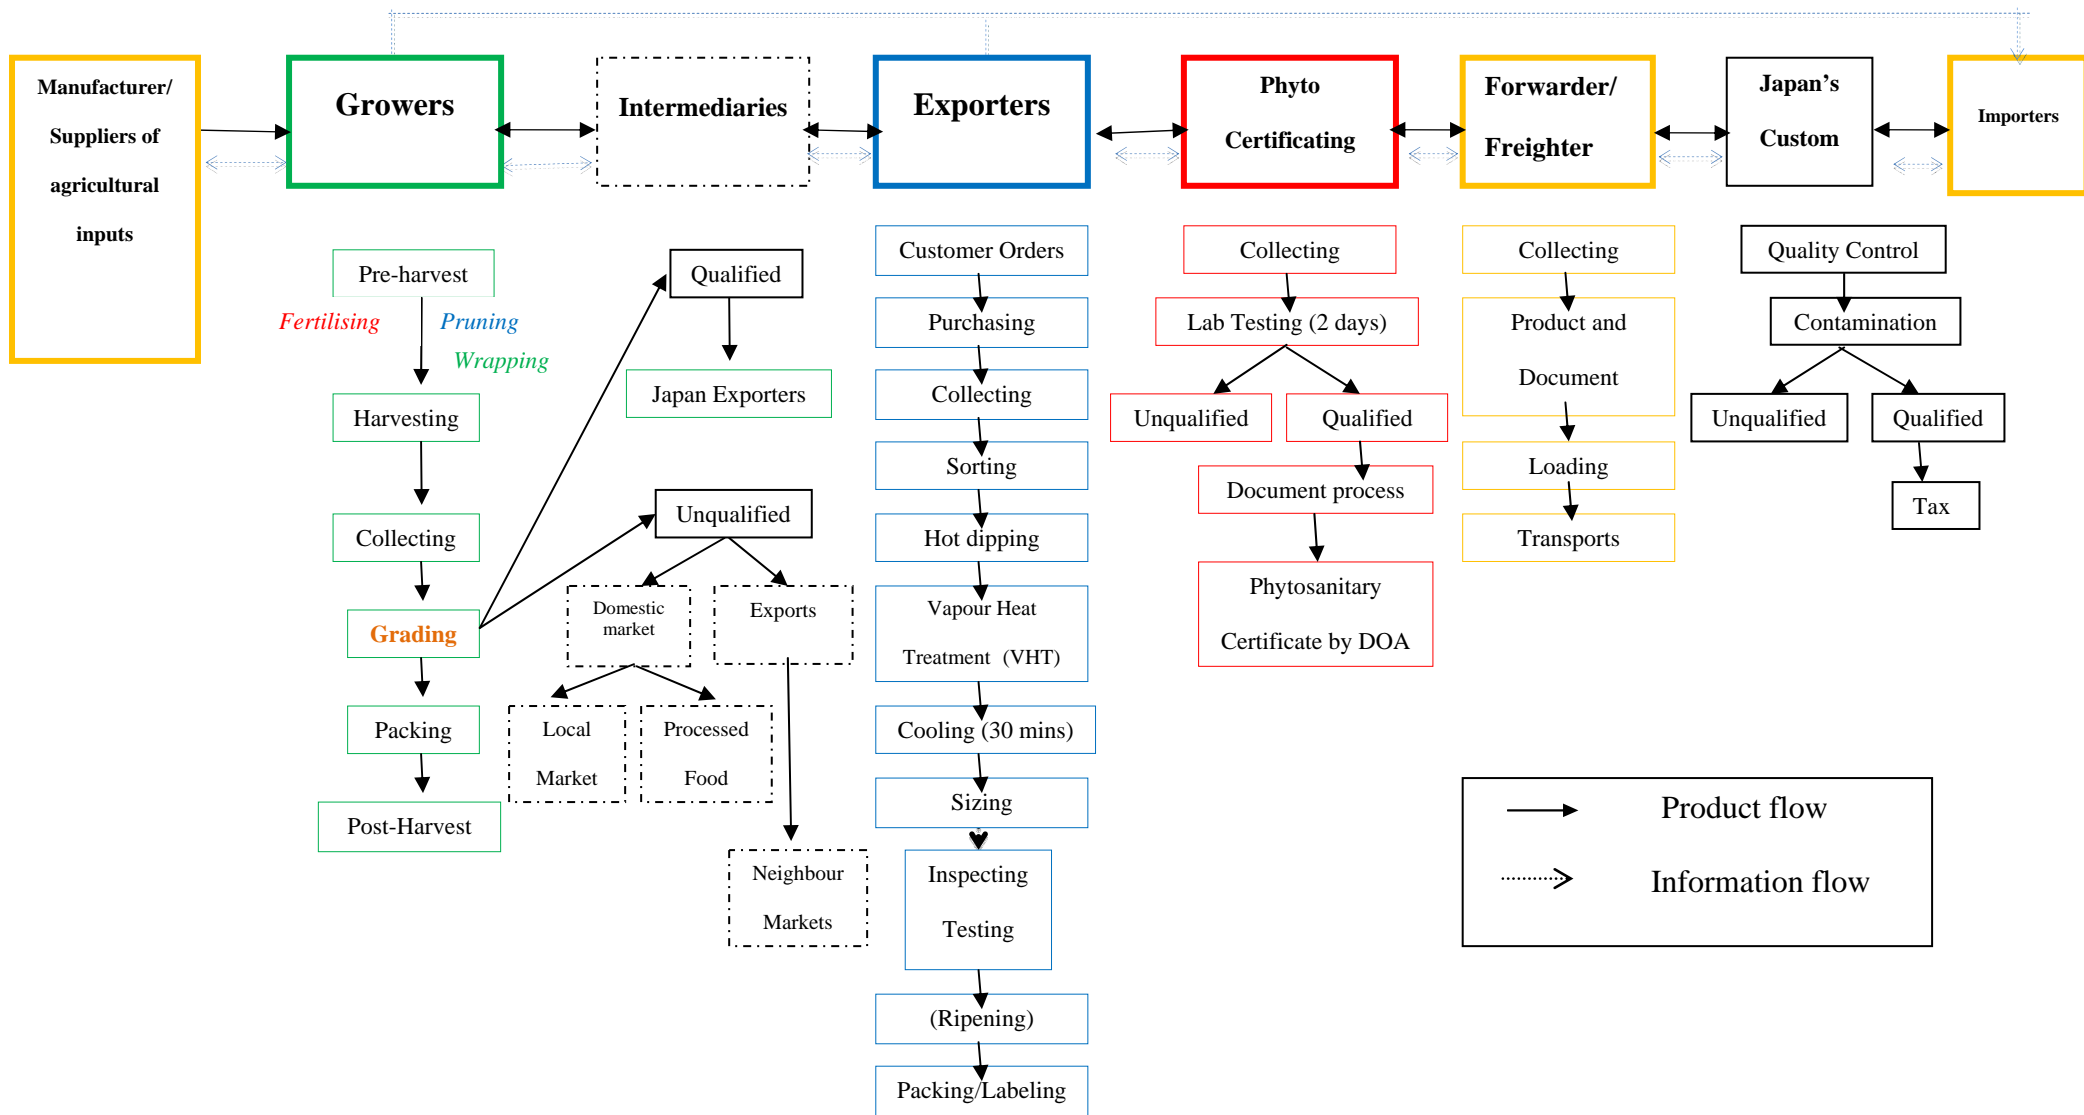 Manufacturer/
Suppliers of
agricultural
inputs
Growers
Intermediaries
Exporters
Phyto
Certificating
Forwarder/
Freighter
Japan's
Custom
Importers
Pre-harvest
Fertilising
Pruning
Wrapping
Harvesting
Collecting
Grading
Packing
Post-Harvest
Qualified
Japan Exporters
Unqualified
Domestic
market
Exports
Local
Market
Processed
Food
Neighbour
Markets
Customer Orders
Purchasing
Collecting
Sorting
Hot dipping
Vapour Heat
Treatment (VHT)
Cooling (30 mins)
Sizing
Inspecting
Testing
(Ripening)
Packing/Labeling
Collecting
Lab Testing (2 days)
Unqualified
Qualified
Document process
Phytosanitary
Certificate by DOA
Collecting
Product and
Document
Loading
Transports
Quality Control
Contamination
Unqualified
Qualified
Tax
Product flow
Information flow